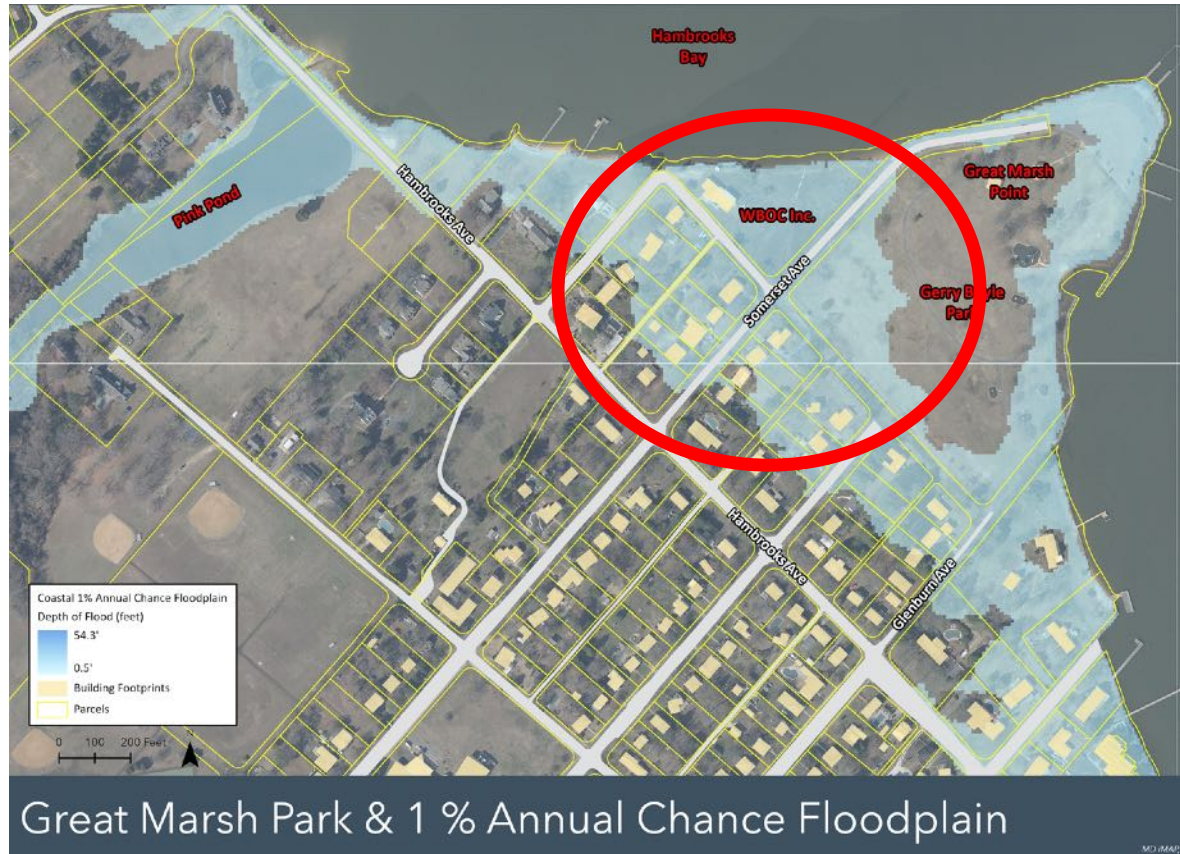 Hambrooks
Bay
Great Marsh
Point
Pink Pond
Hambrooks Ave
WBOC Inc.
Somerset Ave
Gerry Boyle
Park
Hambrooks Ave
Glenburn Ave
Coastal 1% Annual Chance Floodplain
Depth of Flood (feet)
54.3'
0.5'
Building Footprints
Parcels
0 100 200 Feet
Great Marsh Park & 1 % Annual Chance Floodplain
MD iMAP